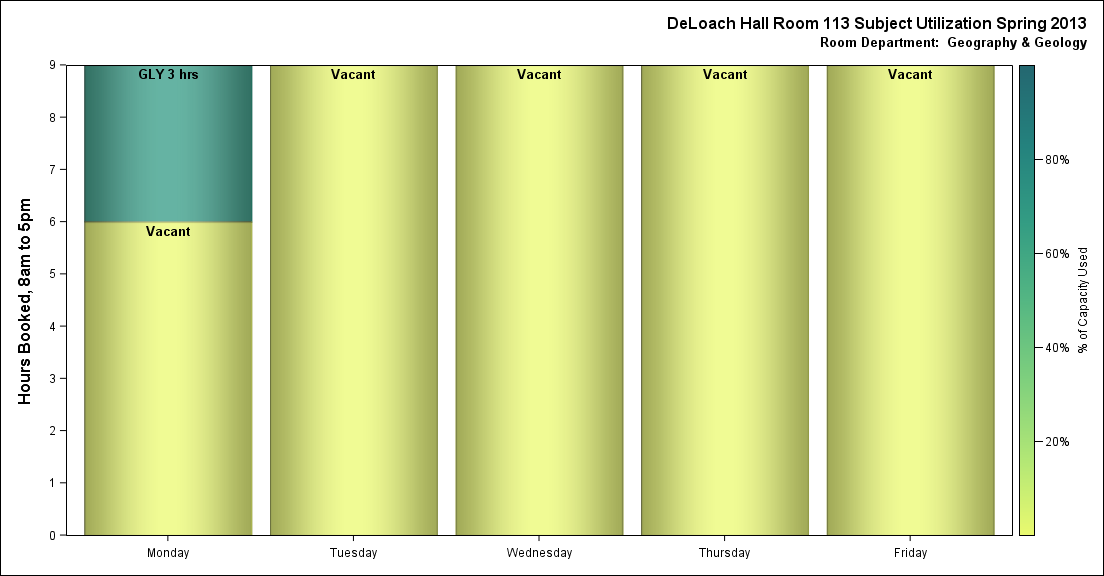 DeLoach Hall Room 113 Subject Utilization Spring 2013
Room Department:  Geography & Geology
Hours Booked, 8am to 5pm
9
8
7
6
5
4
3
2
1
0
GLY 3 hrs
Vacant
Vacant
Vacant
Vacant
Vacant
Monday
Tuesday
Wednesday
Thursday
Friday
80%
60%
40%
20%
% of Capacity Used